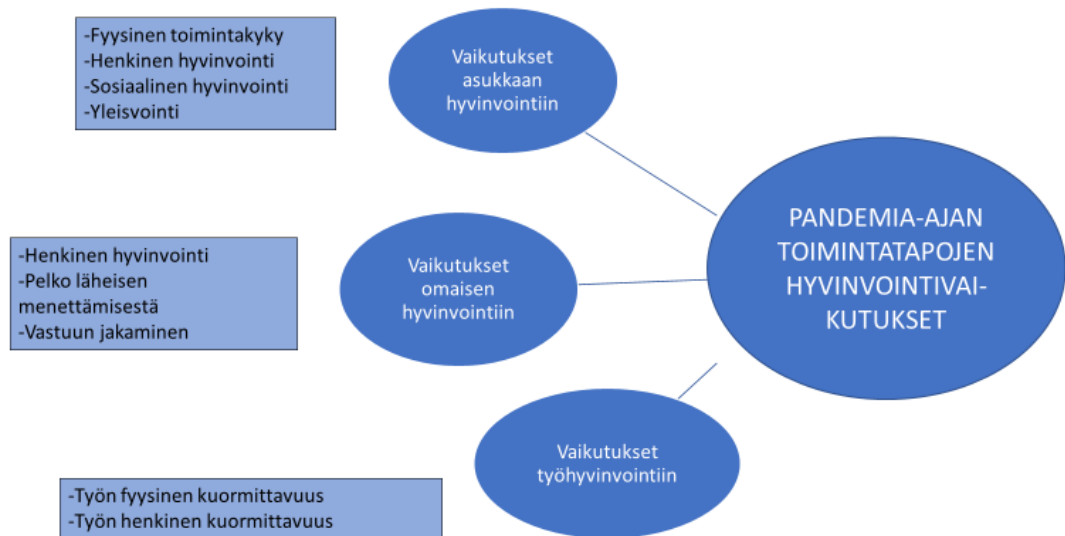 -Fyysinen toimintakyky
-Henkinen hyvinvointi
-Sosiaalinen hyvinvointi
-Yleisvointi
Vaikutukset
asukkaan
hyvinvointiin
-Henkinen hyvinvointi
-Pelko läheisen
menettämisestä
-Vastuun jakaminen
Vaikutukset
omaisen
hyvinvointiin
PANDEMIA-AJAN
TOIMINTATAPOJEN
HYVINVOINTIVAI-
KUTUKSET
-Työn fyysinen kuormittavuus
-Työn henkinen kuormittavuus
Vaikutukset
työhyvinvointiin